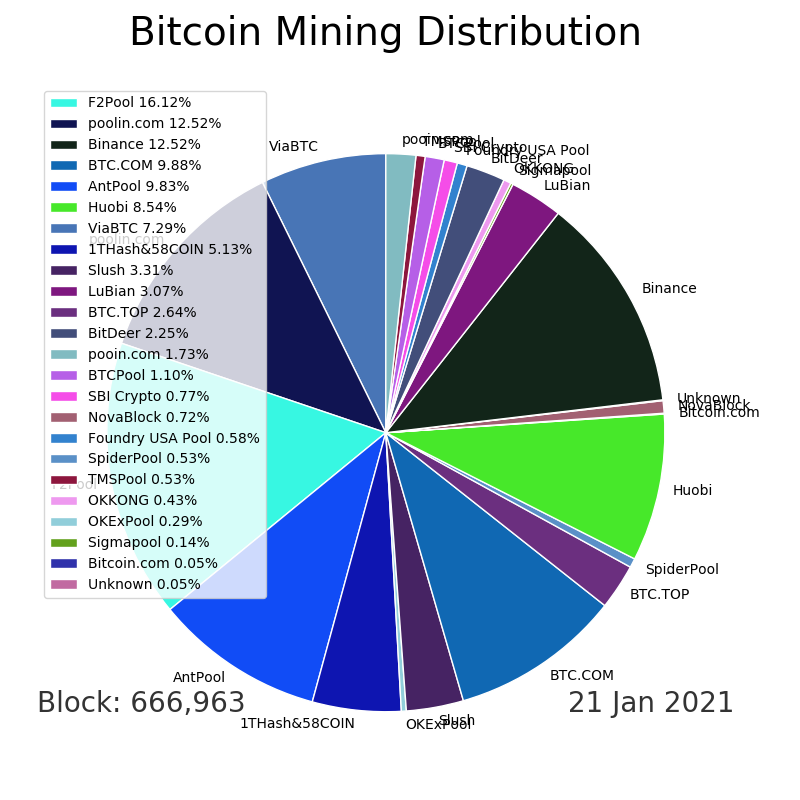 Bitcoin Mining Distribution
F2Pool 16.12%
poolin.com 12.52%
Binance 12.52%
BTC.COM 9.88%
AntPool 9.83%
Huobi 8.54%
ViaBTC 7.29%
1THash&58COIN 5.13%
Slush 3.31%
LuBian 3.07%
BTC.TOP 2.64%
BitDeer 2.25%
pooin.com 1.73%
BTCPool 1.10%
SBI Crypto 0.77%
NovaBlock 0.72%
Foundry USA Pool 0.58%
SpiderPool 0.53%
TMSPool 0.53%
OKKONG 0.43%
OKExPool 0.29%
Sigmapool 0.14%
Bitcoin.com 0.05%
Unknown 0.05%
pooin.com
TMSPool
BTCPool
SBI Crypto
Foundry USA Pool
BitDeer
OKKONG
Sigmapool
LuBian
Binance
Unknown
NovaBlock
Bitcoin.com
Huobi
SpiderPool
BTC.TOP
BTC.COM
Slush
OKExPool
1THash&58COIN
AntPool
F2Pool
poolin.com
ViaBTC
Block: 666,963
21 Jan 2021